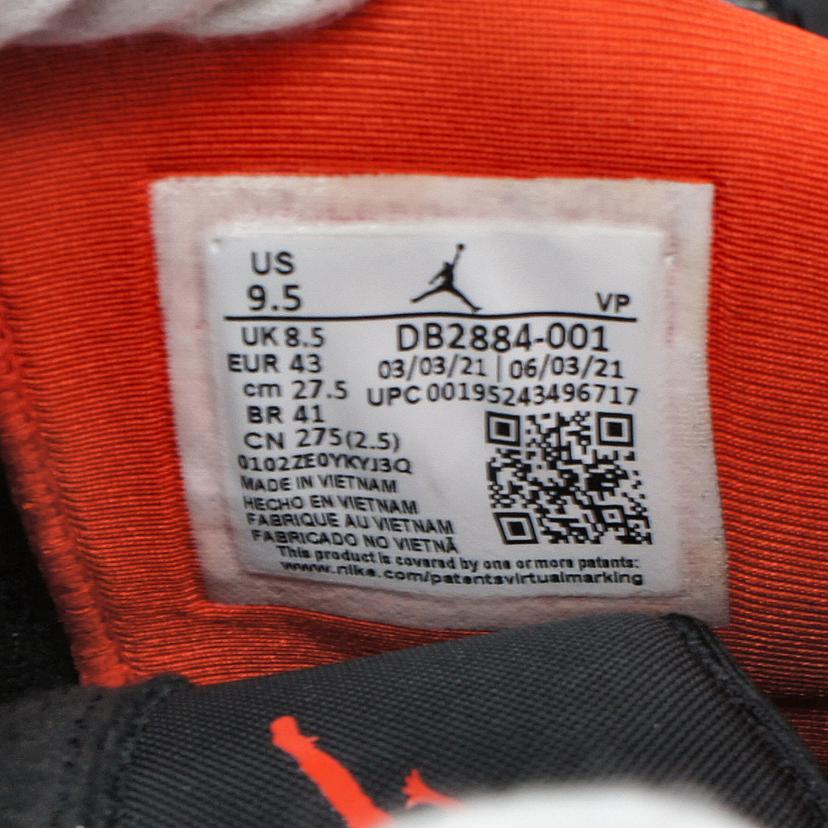 US
9.5
VP
UK 8.5
DB2884-001
EUR 43
03/03/21 | 06/03/21
cm 27.5
UPC 00195243496717
BR 41
CN 275(2.5)
0102ZE0YKYJ3Q
MADE IN VIETNAM
HECHO EN VIETNAM
FABRIQUE AU VIETNAM
FABRICADO NO VIETNÃ
This product is covered by one or more patents:
www.nike.com/patentsvirtualmarking